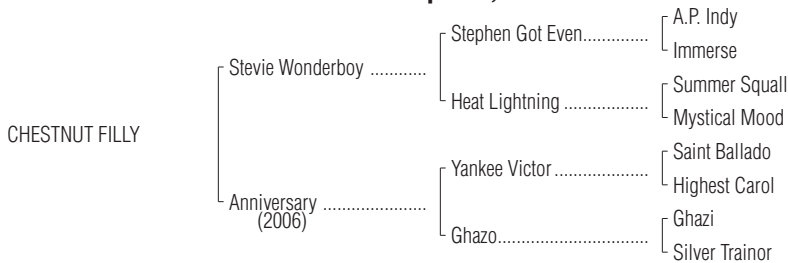 A.P. Indy
Stephen Got Even..............
Immerse
Stevie Wonderboy ............
Summer Squall
Heat Lightning ..................
Mystical Mood
CHESTNUT FILLY
Saint Ballado
Yankee Victor ....................
Highest Carol
Anniversary ......................
(2006)
Ghazi
Ghazo................................
Silver Trainor